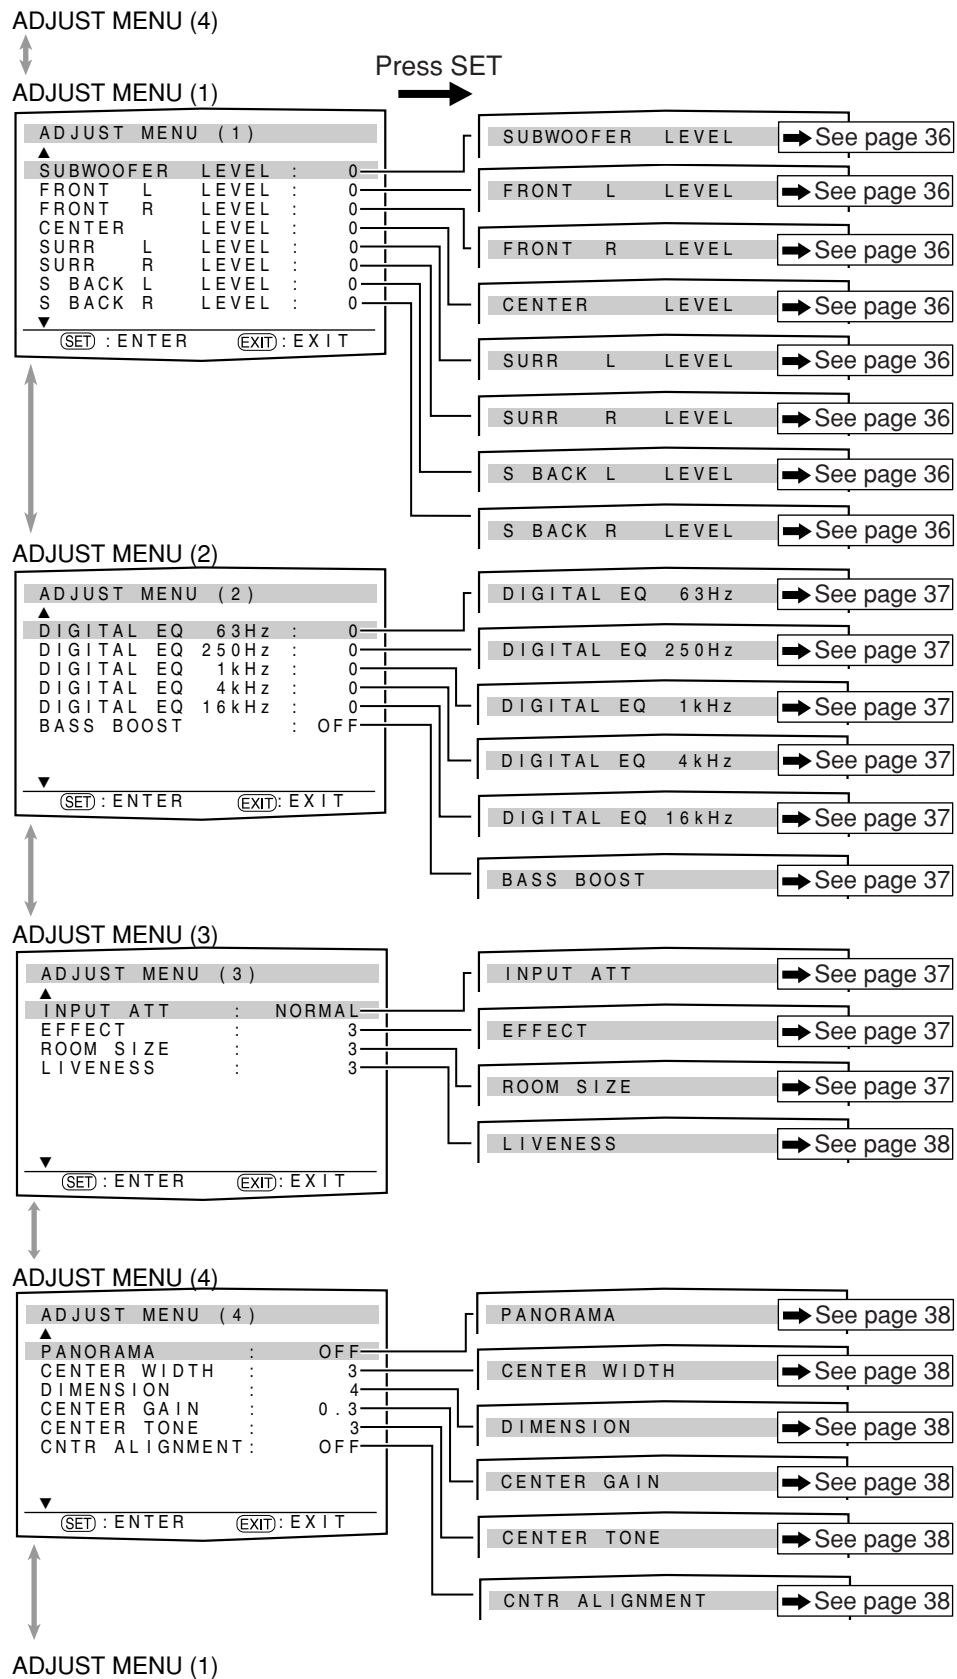 ADJUST MENU (4)
Press SET
ADJUST MENU (1)
ADJUST MENU (1)
▲
SUBWOOFER LEVEL : 0
FRONT L LEVEL : 0
FRONT R LEVEL : 0
CENTER LEVEL : 0
SURR L LEVEL : 0
SURR R LEVEL : 0
S BACK L LEVEL : 0
S BACK R LEVEL : 0
▼
SET : ENTER EXIT : EXIT
SUBWOOFER LEVEL ➡ See page 36
FRONT L LEVEL ➡ See page 36
FRONT R LEVEL ➡ See page 36
CENTER LEVEL ➡ See page 36
SURR L LEVEL ➡ See page 36
SURR R LEVEL ➡ See page 36
S BACK L LEVEL ➡ See page 36
S BACK R LEVEL ➡ See page 36
ADJUST MENU (2)
ADJUST MENU (2)
▲
DIGITAL EQ 63Hz : 0
DIGITAL EQ 250Hz : 0
DIGITAL EQ 1kHz : 0
DIGITAL EQ 4kHz : 0
DIGITAL EQ 16kHz : 0
BASS BOOST : OFF
▼
SET : ENTER EXIT : EXIT
DIGITAL EQ 63Hz ➡ See page 37
DIGITAL EQ 250Hz ➡ See page 37
DIGITAL EQ 1kHz ➡ See page 37
DIGITAL EQ 4kHz ➡ See page 37
DIGITAL EQ 16kHz ➡ See page 37
BASS BOOST ➡ See page 37
ADJUST MENU (3)
ADJUST MENU (3)
▲
INPUT ATT : NORMAL
EFFECT : 3
ROOM SIZE : 3
LIVENESS : 3
▼
SET : ENTER EXIT : EXIT
INPUT ATT ➡ See page 37
EFFECT ➡ See page 37
ROOM SIZE ➡ See page 37
LIVENESS ➡ See page 38
ADJUST MENU (4)
ADJUST MENU (4)
▲
PANORAMA : OFF
CENTER WIDTH : 3
DIMENSION : 4
CENTER GAIN : 0.3
CENTER TONE : 3
CNTR ALIGNMENT : OFF
▼
SET : ENTER EXIT : EXIT
PANORAMA ➡ See page 38
CENTER WIDTH ➡ See page 38
DIMENSION ➡ See page 38
CENTER GAIN ➡ See page 38
CENTER TONE ➡ See page 38
CNTR ALIGNMENT ➡ See page 38
ADJUST MENU (1)